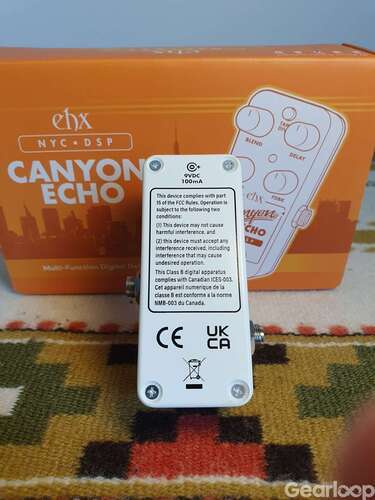 ehx
NYC • DSP
CANYON
ECHO
Multi-Function Digital
BLEND
DELAY
TONE
ehx
Canyon
ECHO
9VDC
100mA
This device complies with part
15 of the FCC Rules. Operation is
subject to the following two
conditions:
(1) This device may not cause
harmful interference, and
(2) this device must accept any
interference received, including
interference that may cause
undesired operation.
This Class B digital apparatus
complies with Canadian ICES-003.
Cet appareil numerique de la
classe B est conforme a la norme
NMB-003 du Canada.
CE
UK
CA
Gearloop